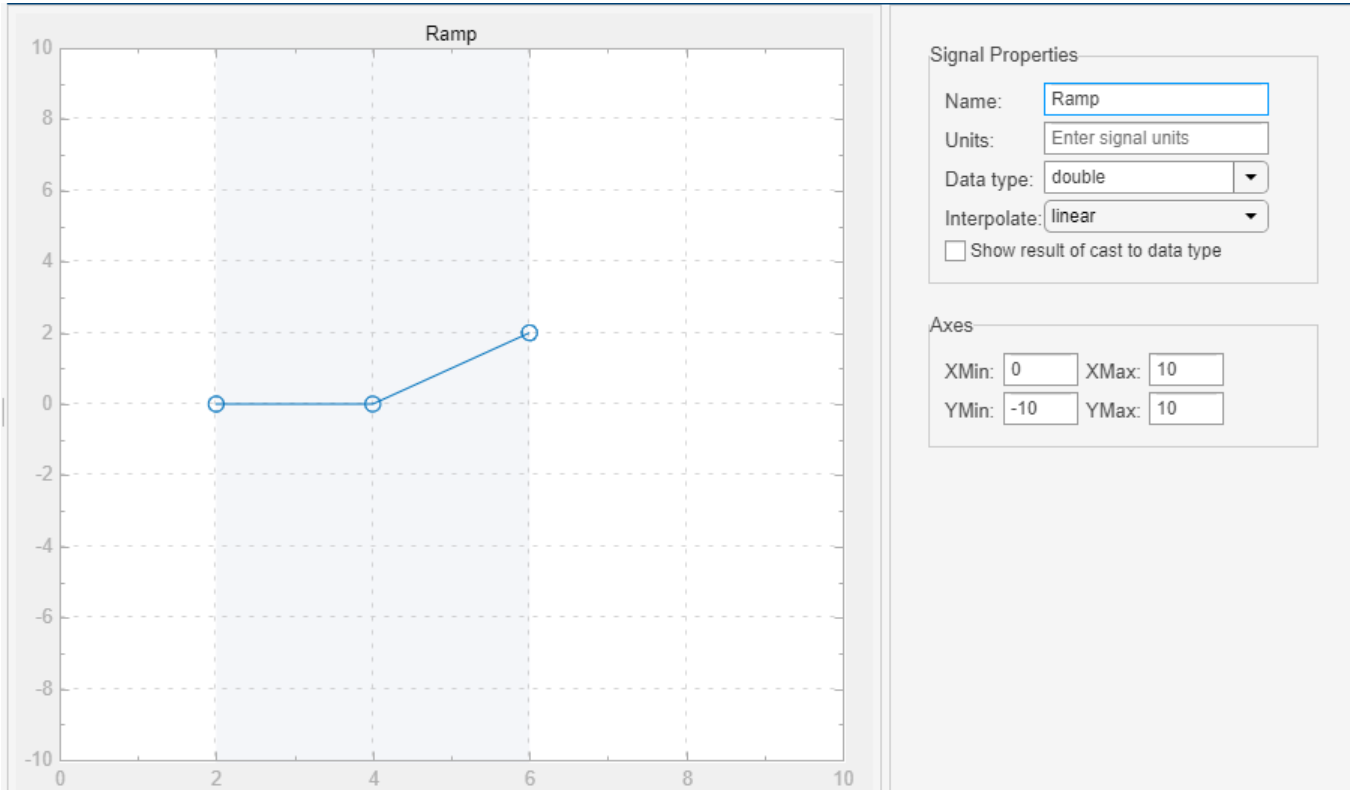 Ramp
10
8
6
4
2
0
-2
-4
-6
-8
-10
0 2 4 6 8 10
Signal Properties
Name: Ramp
Units: Enter signal units
Data type: double
Interpolate: linear
Show result of cast to data type
Axes
XMin: 0 XMax: 10
YMin: -10 YMax: 10